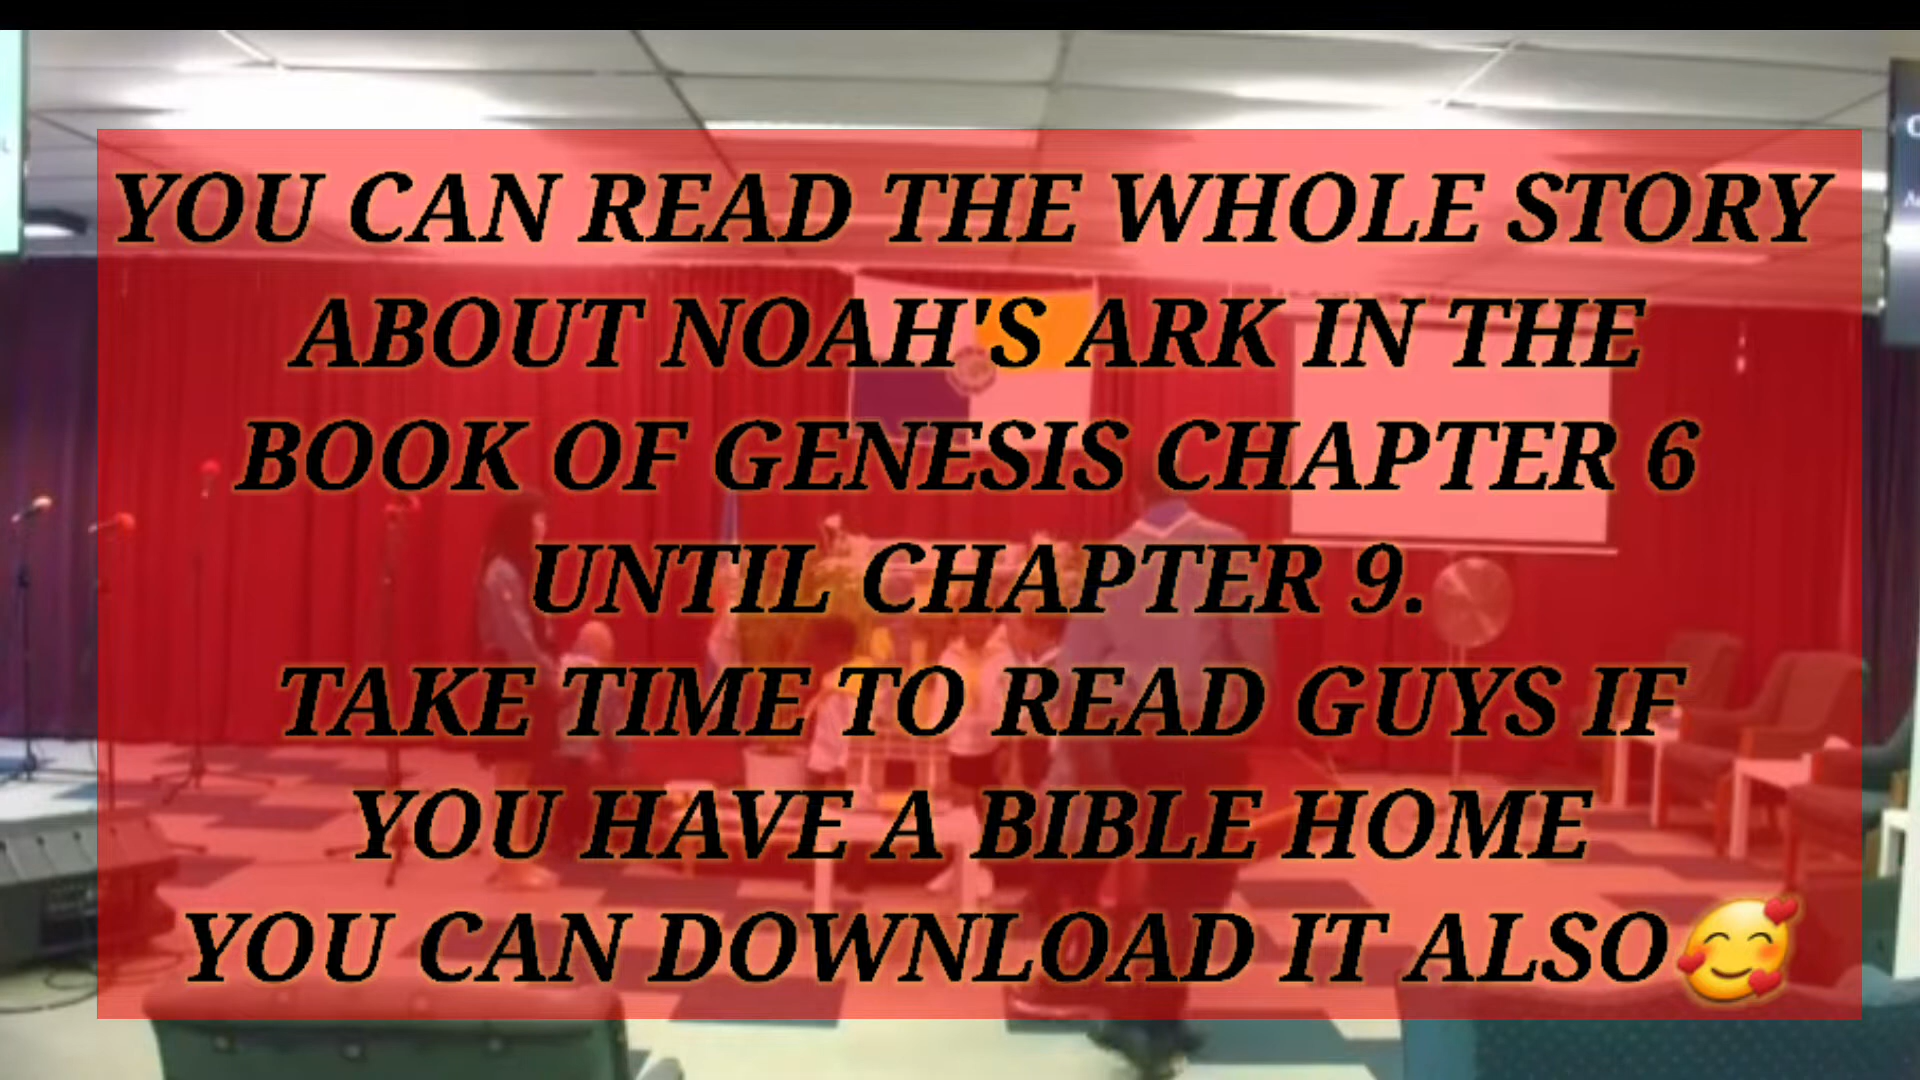 YOU CAN READ THE WHOLE STORY
ABOUT NOAH'S ARK IN THE
BOOK OF GENESIS CHAPTER 6
UNTIL CHAPTER 9.
TAKE TIME TO READ GUYS IF
YOU HAVE A BIBLE HOME
YOU CAN DOWNLOAD IT ALSO🥰